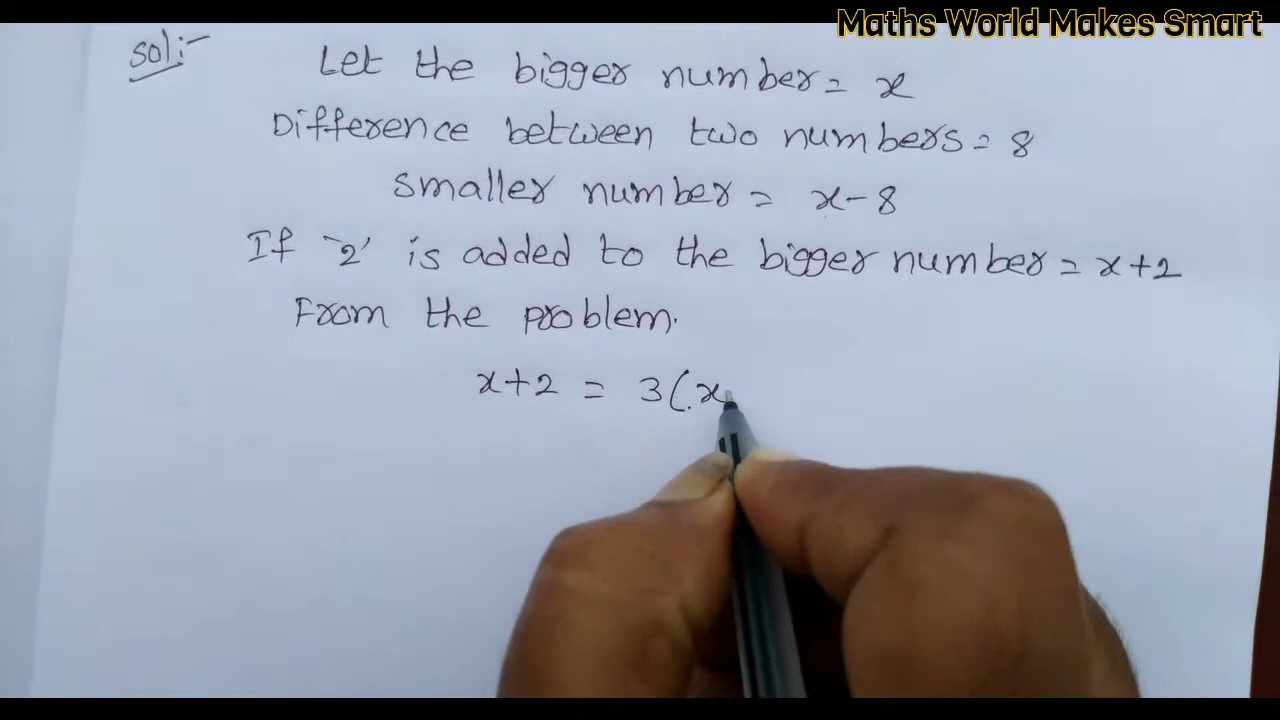 Maths World Makes Smart
Sol:-
Let the bigger number = x
Difference between two numbers = 8
Smaller number = x-8
If '2' is added to the bigger number = x+2
From the problem.
x+2 = 3(x